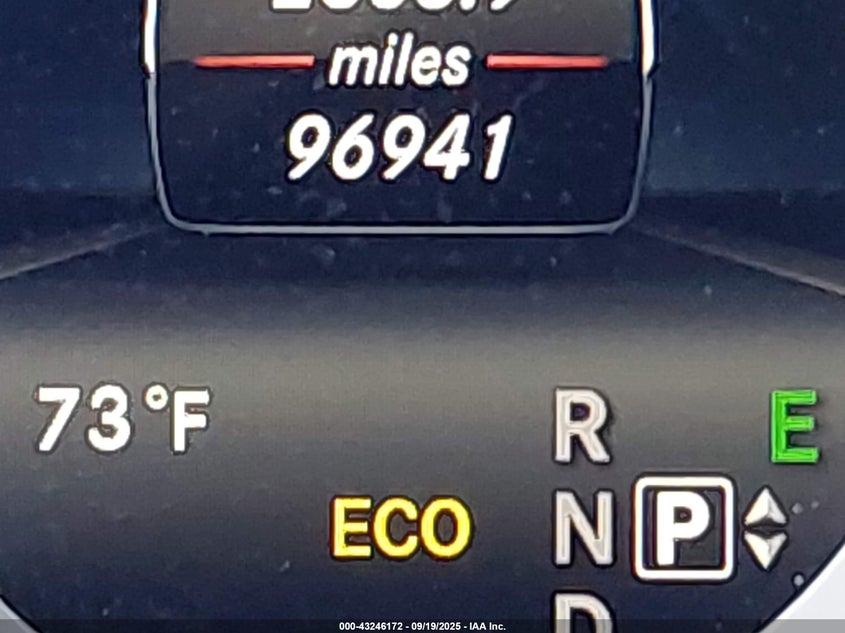 miles
96941
73°F
R
E
ECO
N
P
D
000-43246172 - 09/19/2025 - IAA Inc.